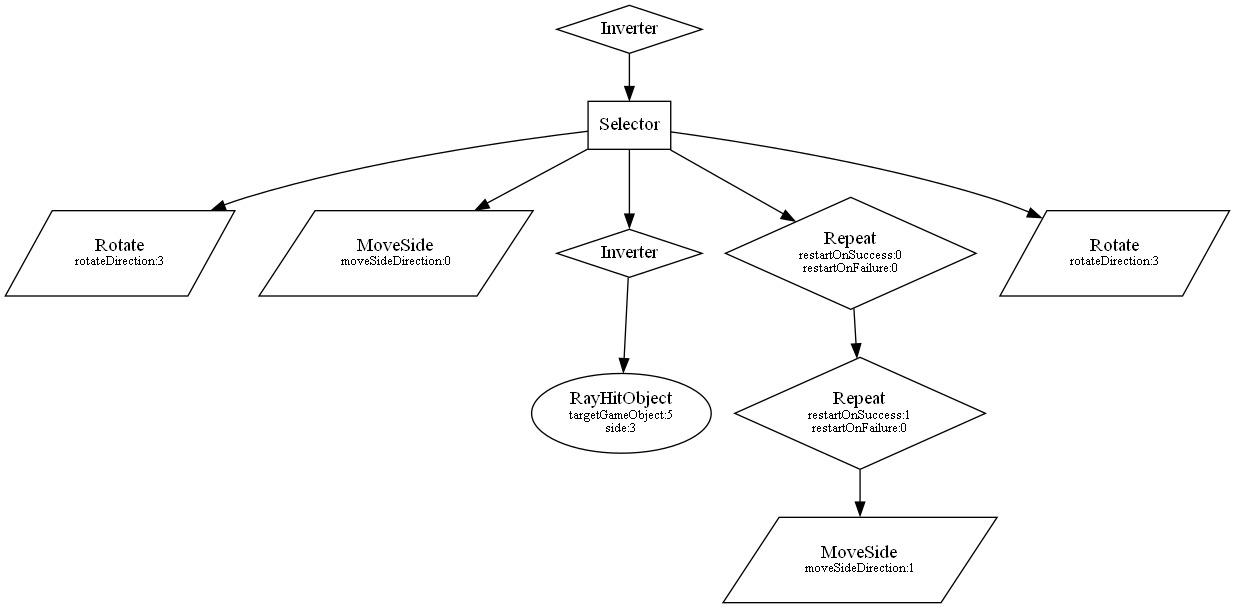 Inverter
Selector
Rotate
rotateDirection:3
MoveSide
moveSideDirection:0
Inverter
Repeat
restartOnSuccess:0
restartOnFailure:0
Rotate
rotateDirection:3
RayHitObject
targetGameObject:5
side:3
Repeat
restartOnSuccess:1
restartOnFailure:0
MoveSide
moveSideDirection:1